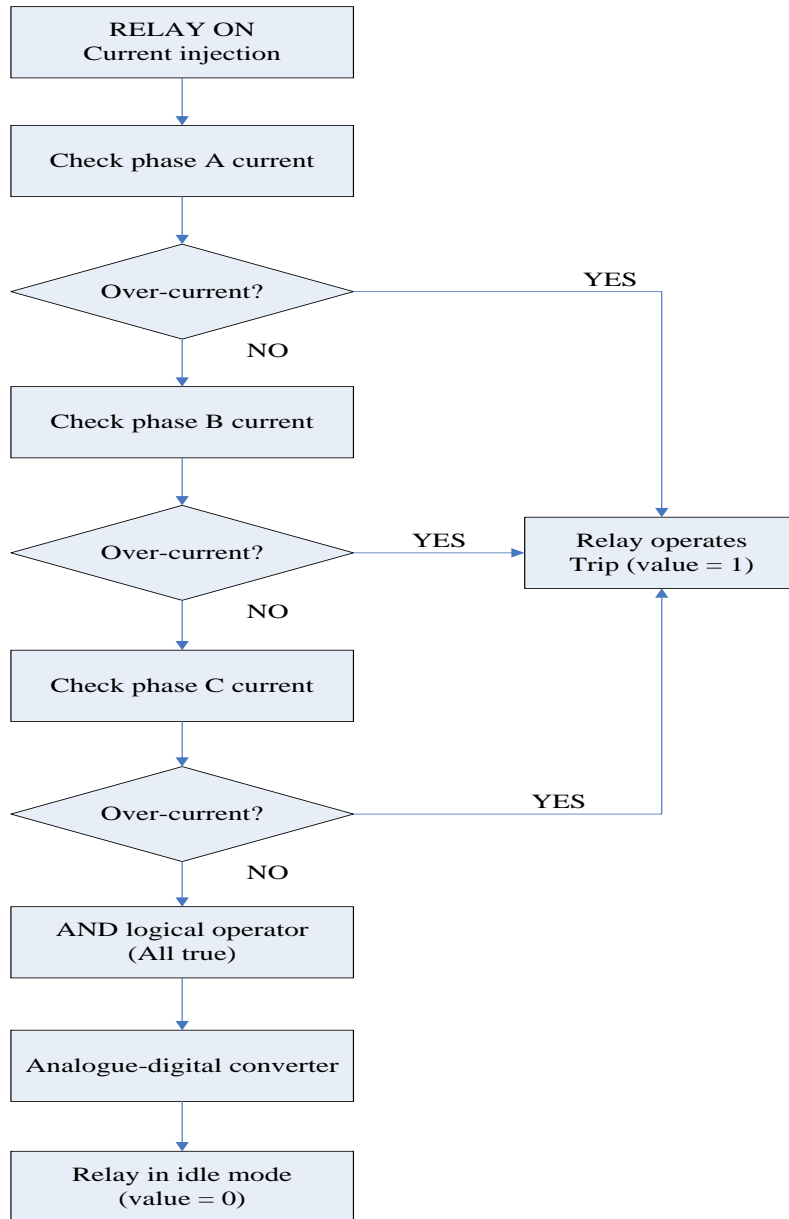 RELAY ON
Current injection
Check phase A current
Over-current?
YES
NO
Check phase B current
Over-current?
YES
Relay operates
Trip (value = 1)
NO
Check phase C current
Over-current?
YES
NO
AND logical operator
(All true)
Analogue-digital converter
Relay in idle mode
(value = 0)